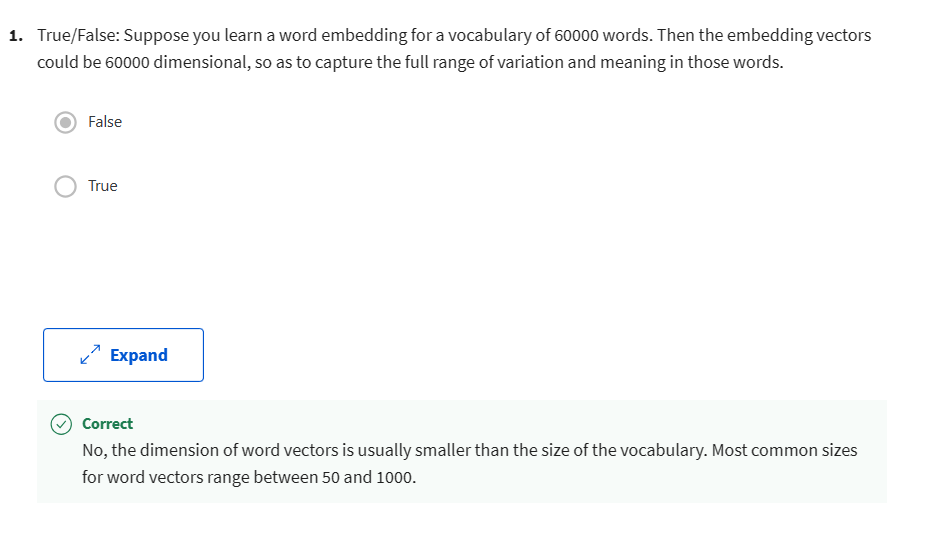 1. True/False: Suppose you learn a word embedding for a vocabulary of 60000 words. Then the embedding vectors
could be 60000 dimensional, so as to capture the full range of variation and meaning in those words.
False
True
Expand
Correct
No, the dimension of word vectors is usually smaller than the size of the vocabulary. Most common sizes
for word vectors range between 50 and 1000.